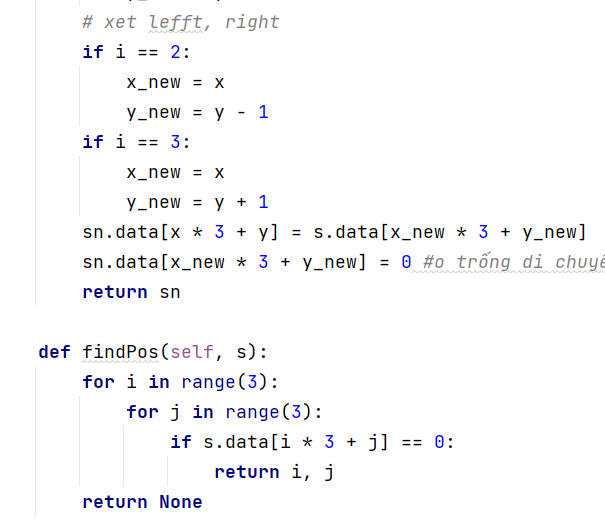 # xet lefft, right
if i == 2:
x_new = x
y_new = y - 1
if i == 3:
x_new = x
y_new = y + 1
sn.data[x * 3 + y] = s.data[x_new * 3 + y_new]
sn.data[x_new * 3 + y_new] = 0 #o trống di
return sn
def findPos(self, s):
for i in range(3):
for j in range(3):
if s.data[i * 3 + j] == 0:
return i, j
return None